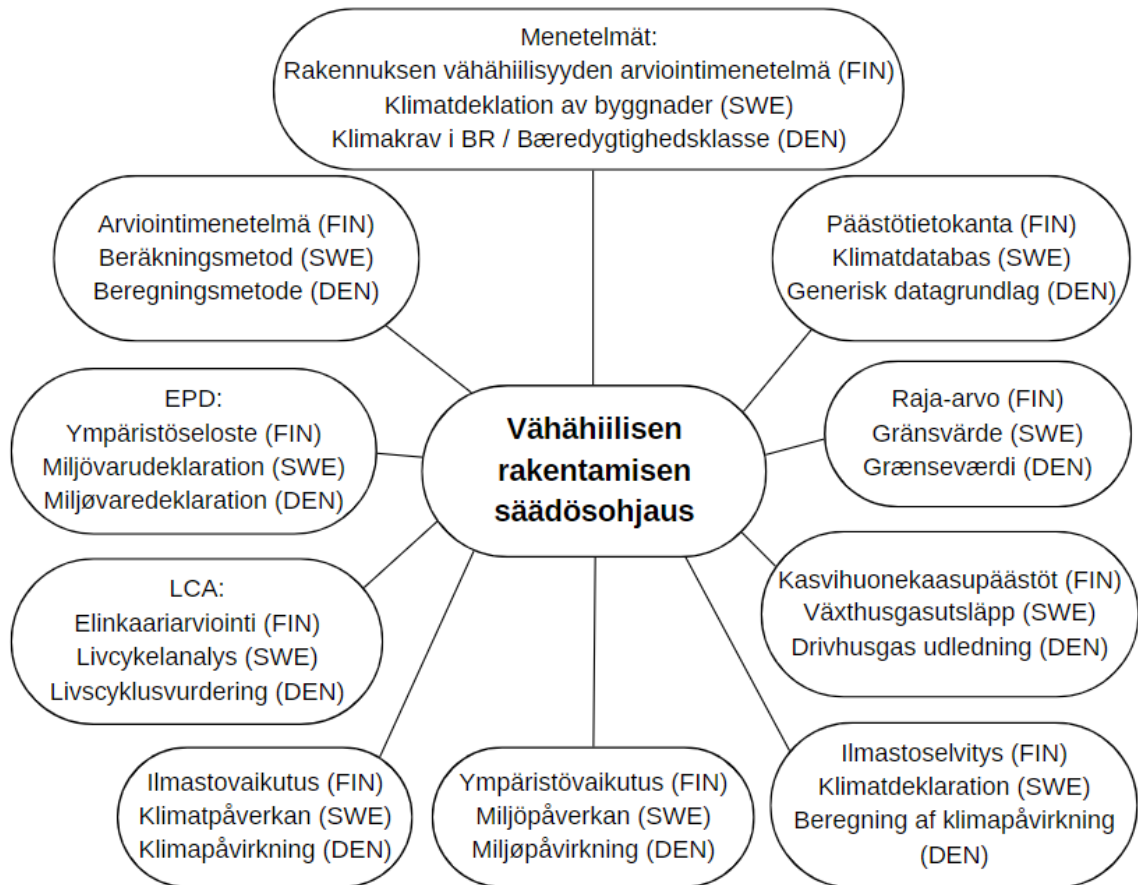 Menetelmät:
Rakennuksen vähähiilisyyden arviointimenetelmä (FIN)
Klimatdeklation av byggnader (SWE)
Klimakrav i BR / Bæredygtighedsklasse (DEN)
Arviointimenetelmä (FIN)
Beräkningsmetod (SWE)
Beregningsmetode (DEN)
Päästötietokanta (FIN)
Klimatdatabas (SWE)
Generisk datagrundlag (DEN)
EPD:
Ympäristöseloste (FIN)
Miljövarudeklaration (SWE)
Miljøvaredeklaration (DEN)
Vähähiilisen
rakentamisen
säädösohjaus
Raja-arvo (FIN)
Gränsvärde (SWE)
Grænseværdi (DEN)
LCA:
Elinkaariarviointi (FIN)
Livcykelanalys (SWE)
Livscyklusvurdering (DEN)
Kasvihuonekaasupäästöt (FIN)
Växthusgasutsläpp (SWE)
Drivhusgas udledning (DEN)
Ilmastovaikutus (FIN)
Klimatpåverkan (SWE)
Klimapåvirkning (DEN)
Ympäristövaikutus (FIN)
Miljöpåverkan (SWE)
Miljøpåvirkning (DEN)
Ilmastoselvitys (FIN)
Klimatdeklaration (SWE)
Beregning af klimapåvirkning
(DEN)